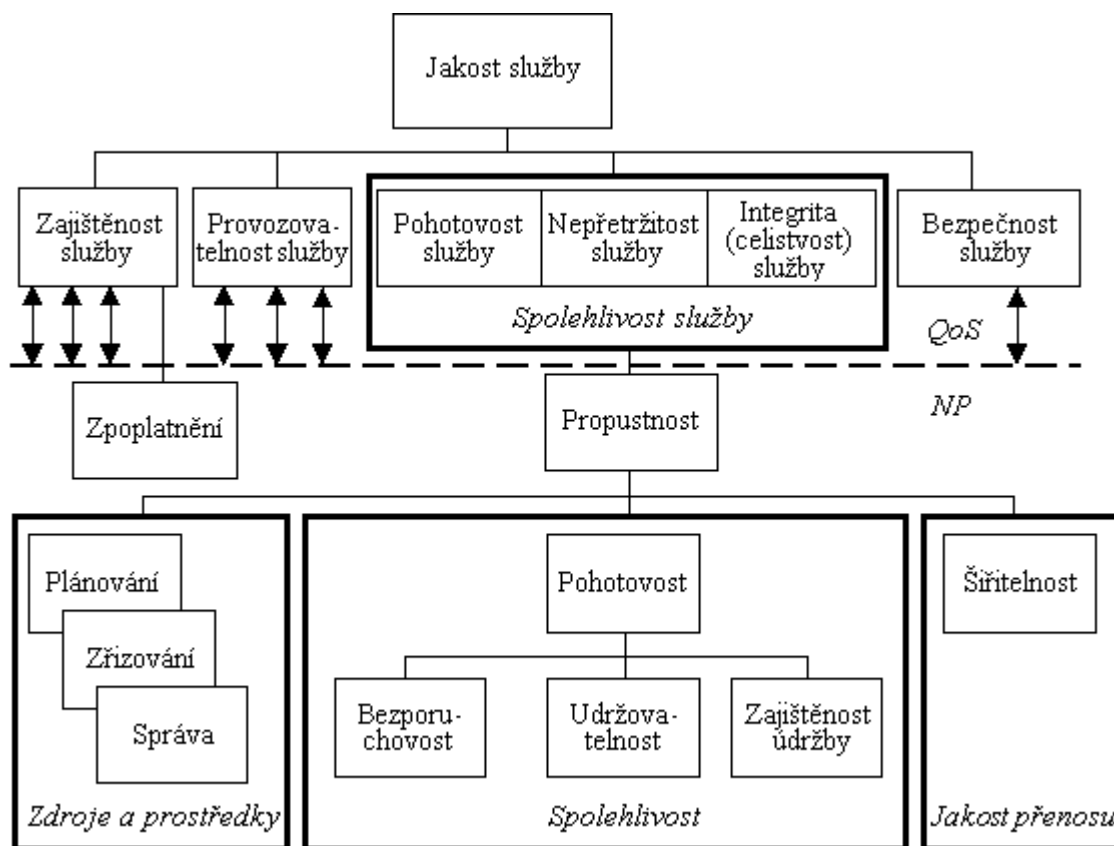 Jakost služby
Zajištěnost
služby
Provozova-
telnost služby
Pohotovost
služby
Nepřetržitost
služby
Integrita
(celistvost)
služby
Bezpečnost
služby
Spolehlivost služby
QoS
NP
Zpoplatnění
Propustnost
Plánování
Zřizování
Správa
Zdroje a prostředky
Pohotovost
Bezporu-
chovost
Udržova-
telnost
Zajištěnost
údržby
Spolehlivost
Šiřitelnost
Jakost přenosu